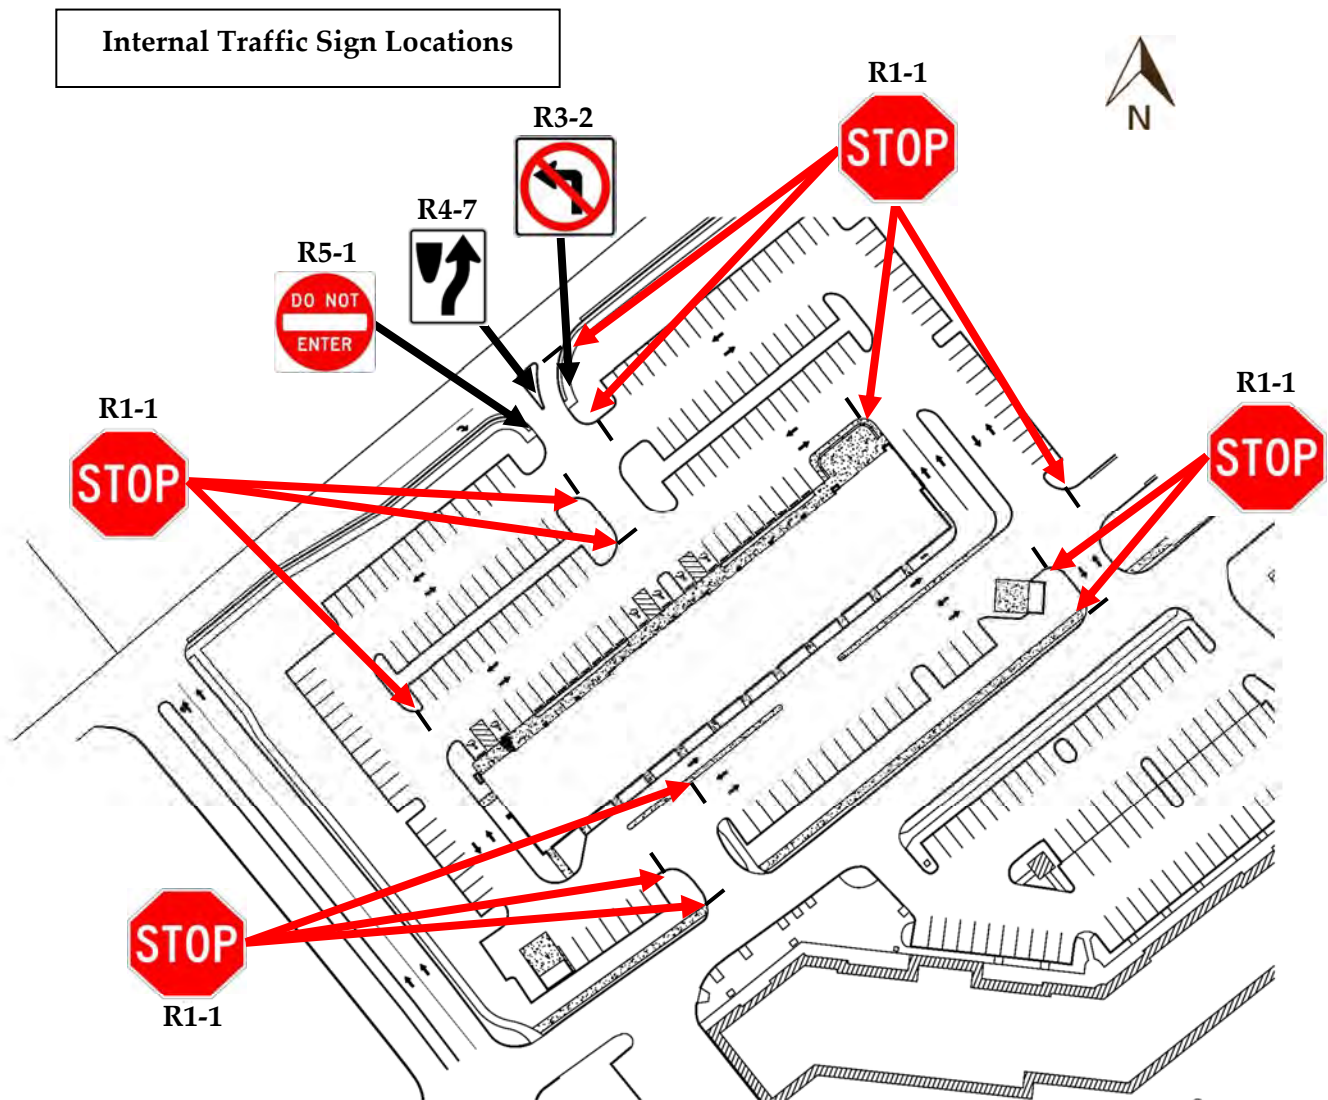 Internal Traffic Sign Locations
R1-1
STOP
N
R3-2
R4-7
R5-1
DO NOT
ENTER
R1-1
STOP
R1-1
STOP
STOP
R1-1